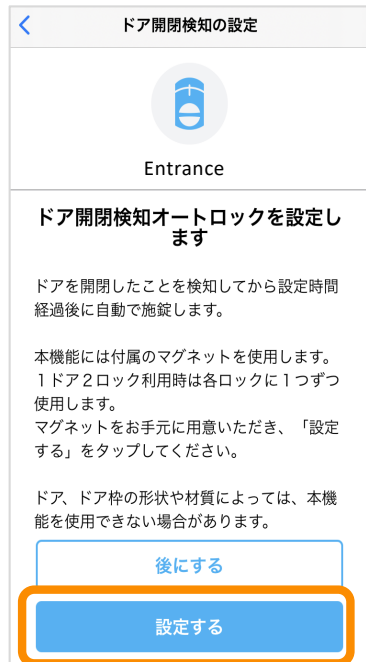 ドア開閉検知の設定
Entrance
ドア開閉検知オートロックを設定し
ます
ドアを開閉したことを検知してから設定時間
経過後に自動で施錠します。
本機能には付属のマグネットを使用します。
１ドア２ロック利用時は各ロックに１つずつ
使用します。
マグネットをお手元に用意いただき、「設定
する」をタップしてください。
ドア、ドア枠の形状や材質によっては、本機
能を使用できない場合があります。
後にする
設定する